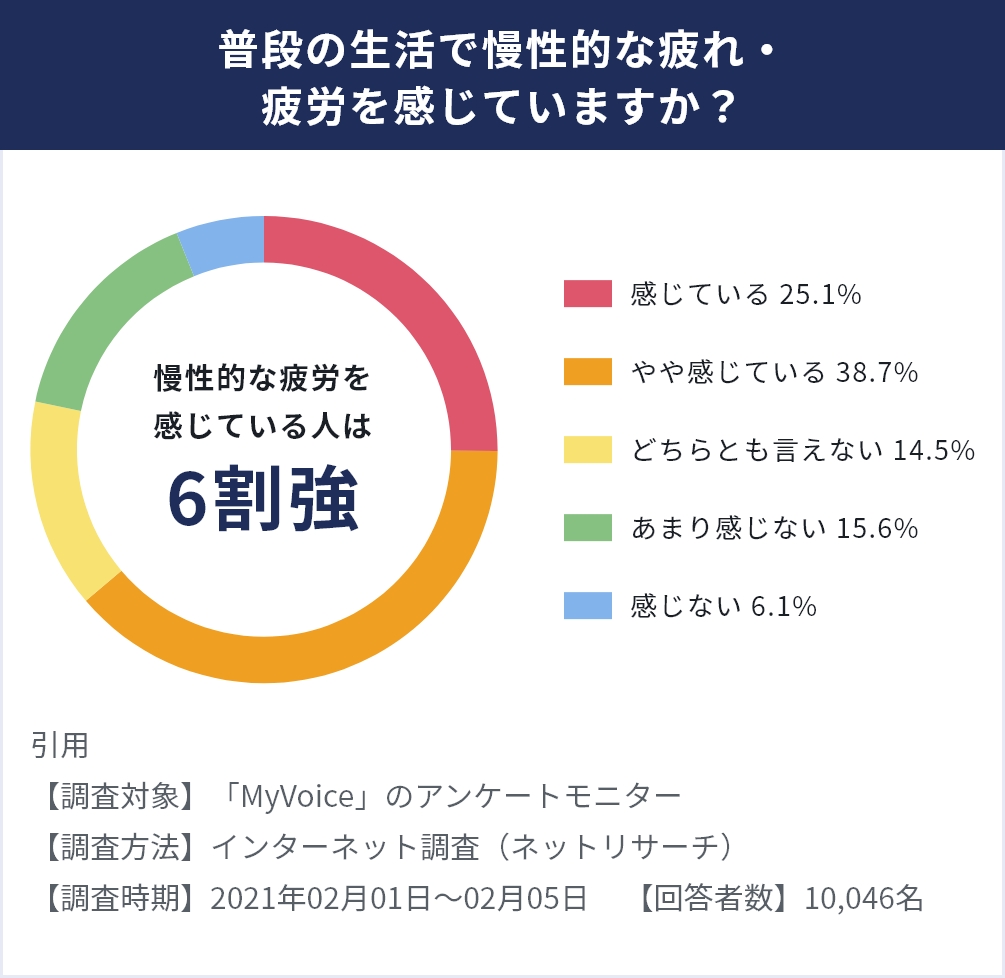 普段の生活で慢性的な疲れ・
疲労を感じていますか？
慢性的な疲労を
感じている人は
6割強
感じている 25.1%
やや感じている 38.7%
どちらとも言えない 14.5%
あまり感じない 15.6%
感じない 6.1%
引用
【調査対象】「MyVoice」のアンケートモニター
【調査方法】インターネット調査（ネットリサーチ）
【調査時期】2021年02月01日～02月05日　【回答者数】10,046名